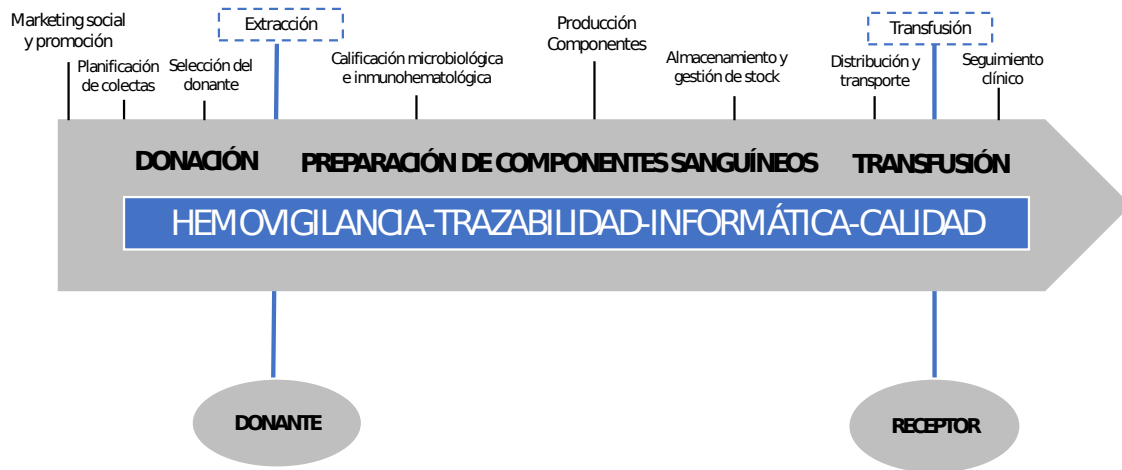 Marketing social
y promoción
Planificación
de colectas
Selección del
donante
Extracción
Calificación microbiológica
e inmunohematológica
Producción
Componentes
Almacenamiento y
gestión de stock
Distribución y
transporte
Transfusión
Seguimiento
clínico
DONACIÓN
PREPARACIÓN DE COMPONENTES SANGUÍNEOS
TRANSFUSIÓN
HEMOVIGILANCIA-TRAZABILIDAD-INFORMÁTICA-CALIDAD
DONANTE
RECEPTOR